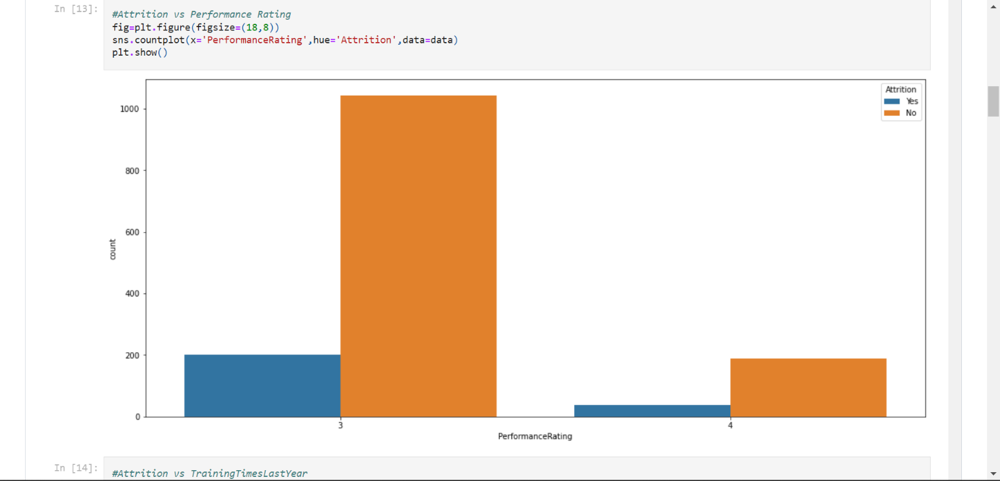 In [13]:
#Attrition vs Performance Rating
fig=plt.figure(figsize=(18,8))
sns.countplot(x='PerformanceRating',hue='Attrition',data=data)
plt.show()
Attrition
Yes
No
1000
800
600
400
200
0
count
3
4
PerformanceRating
In [14]:
#Attrition vs TrainingTimesLastYear